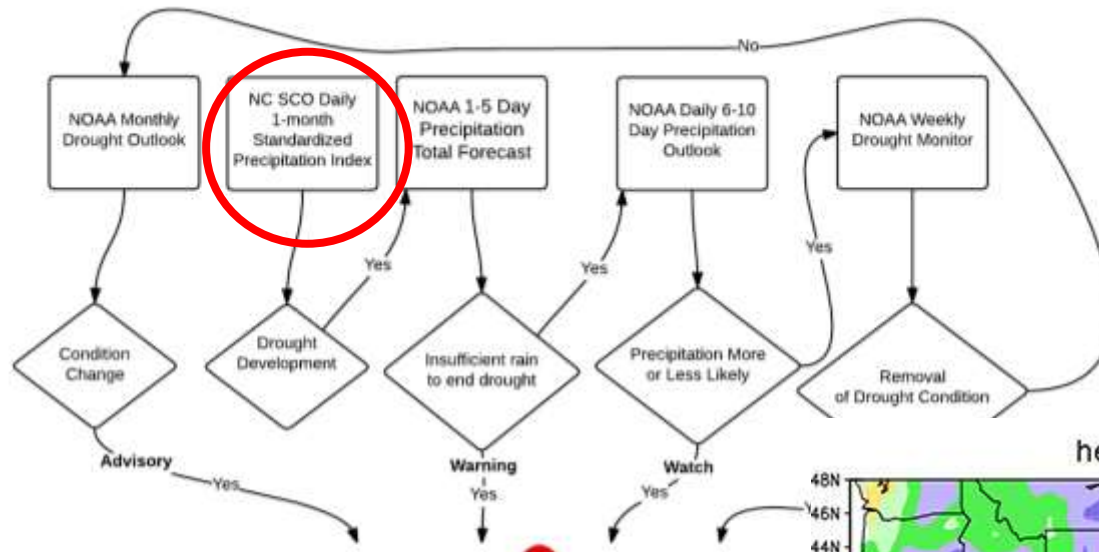 No
NOAA Monthly
Drought Outlook
NC SCO Daily
1-month
Standardized
Precipitation Index
NOAA 1-5 Day
Precipitation
Total Forecast
NOAA Daily 6-10
Day Precipitation
Outlook
NOAA Weekly
Drought Monitor
Yes
Yes
Yes
Condition
Change
Drought
Development
Insufficient rain
to end drought
Precipitation More
or Less Likely
Removal
of Drought Condition
Advisory
Yes
Warning
Yes
Watch
Yes
he
48N
46N
44N